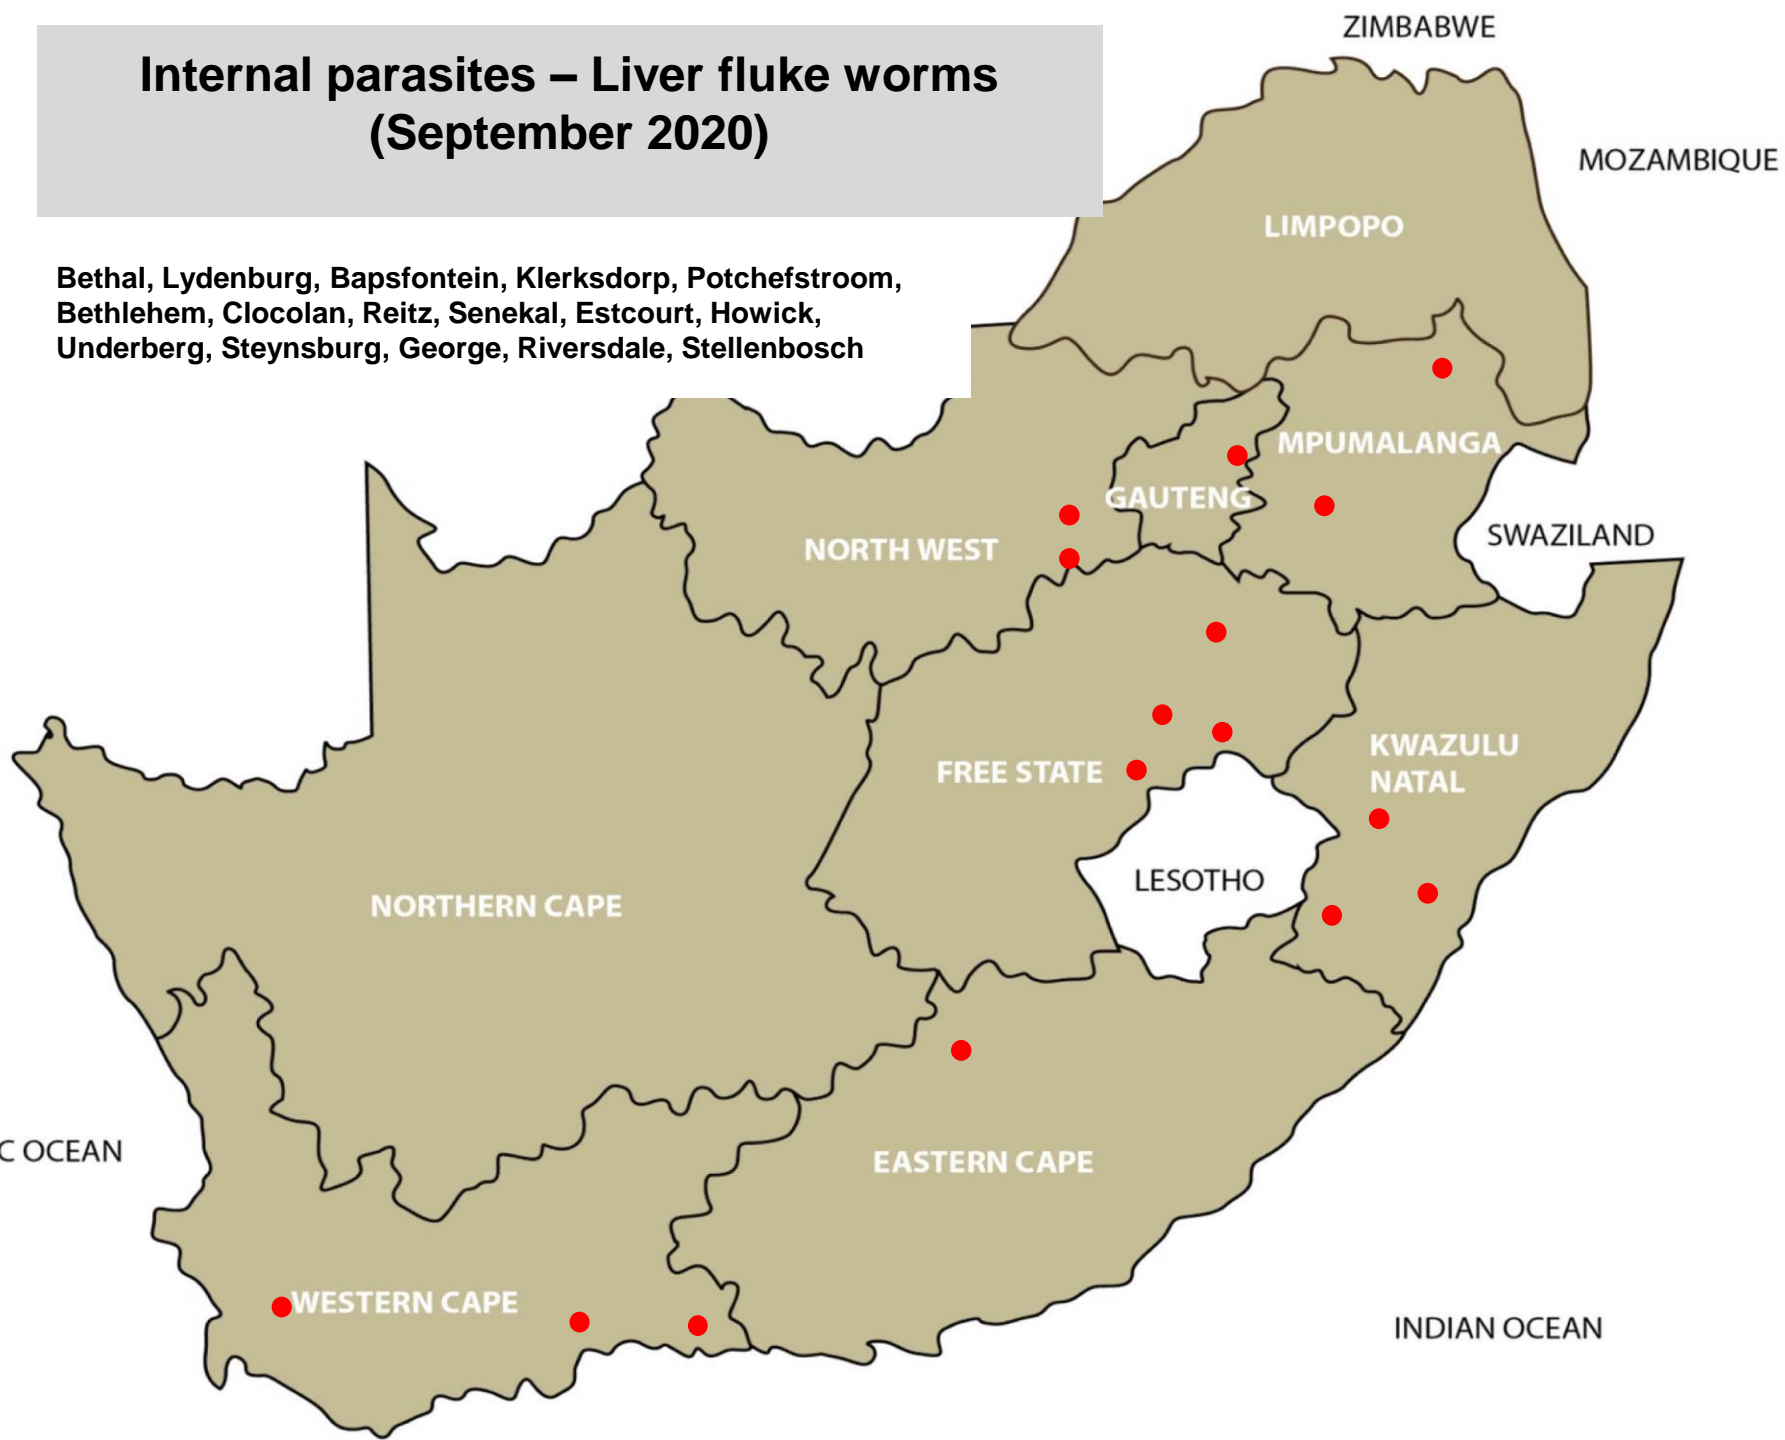 ZIMBABWE
Internal parasites – Liver fluke worms
(September 2020)
MOZAMBIQUE
LIMPOPO
Bethal, Lydenburg, Bapsfontein, Klerksdorp, Potchefstroom,
Bethlehem, Clocolan, Reitz, Senekal, Estcourt, Howick,
Underberg, Steynsburg, George, Riversdale, Stellenbosch
MPUMALANGA
GAUTENG
SWAZILAND
NORTH WEST
KWAZULU
NATAL
FREE STATE
LESOTHO
NORTHERN CAPE
C OCEAN
EASTERN CAPE
WESTERN CAPE
INDIAN OCEAN